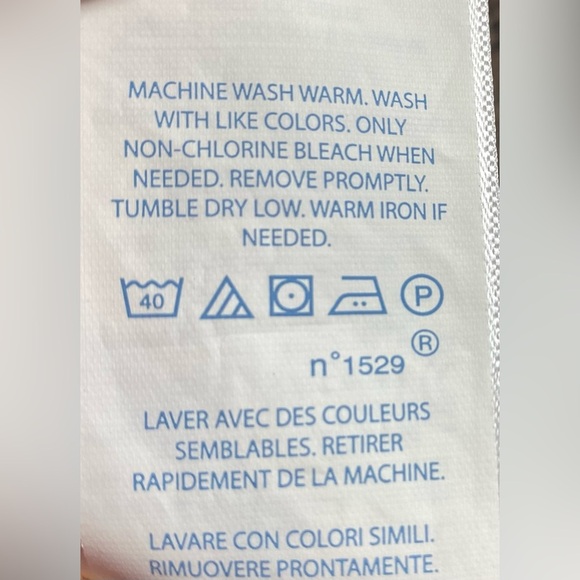 MACHINE WASH WARM. WASH
WITH LIKE COLORS. ONLY
NON-CHLORINE BLEACH WHEN
NEEDED. REMOVE PROMPTLY.
TUMBLE DRY LOW. WARM IRON IF
NEEDED.
40 P
n°1529 ®
LAVER AVEC DES COULEURS
SEMBLABLES. RETIRER
RAPIDEMENT DE LA MACHINE.
LAVARE CON COLORI SIMILI.
RIMUOVERE PRONTAMENTE.